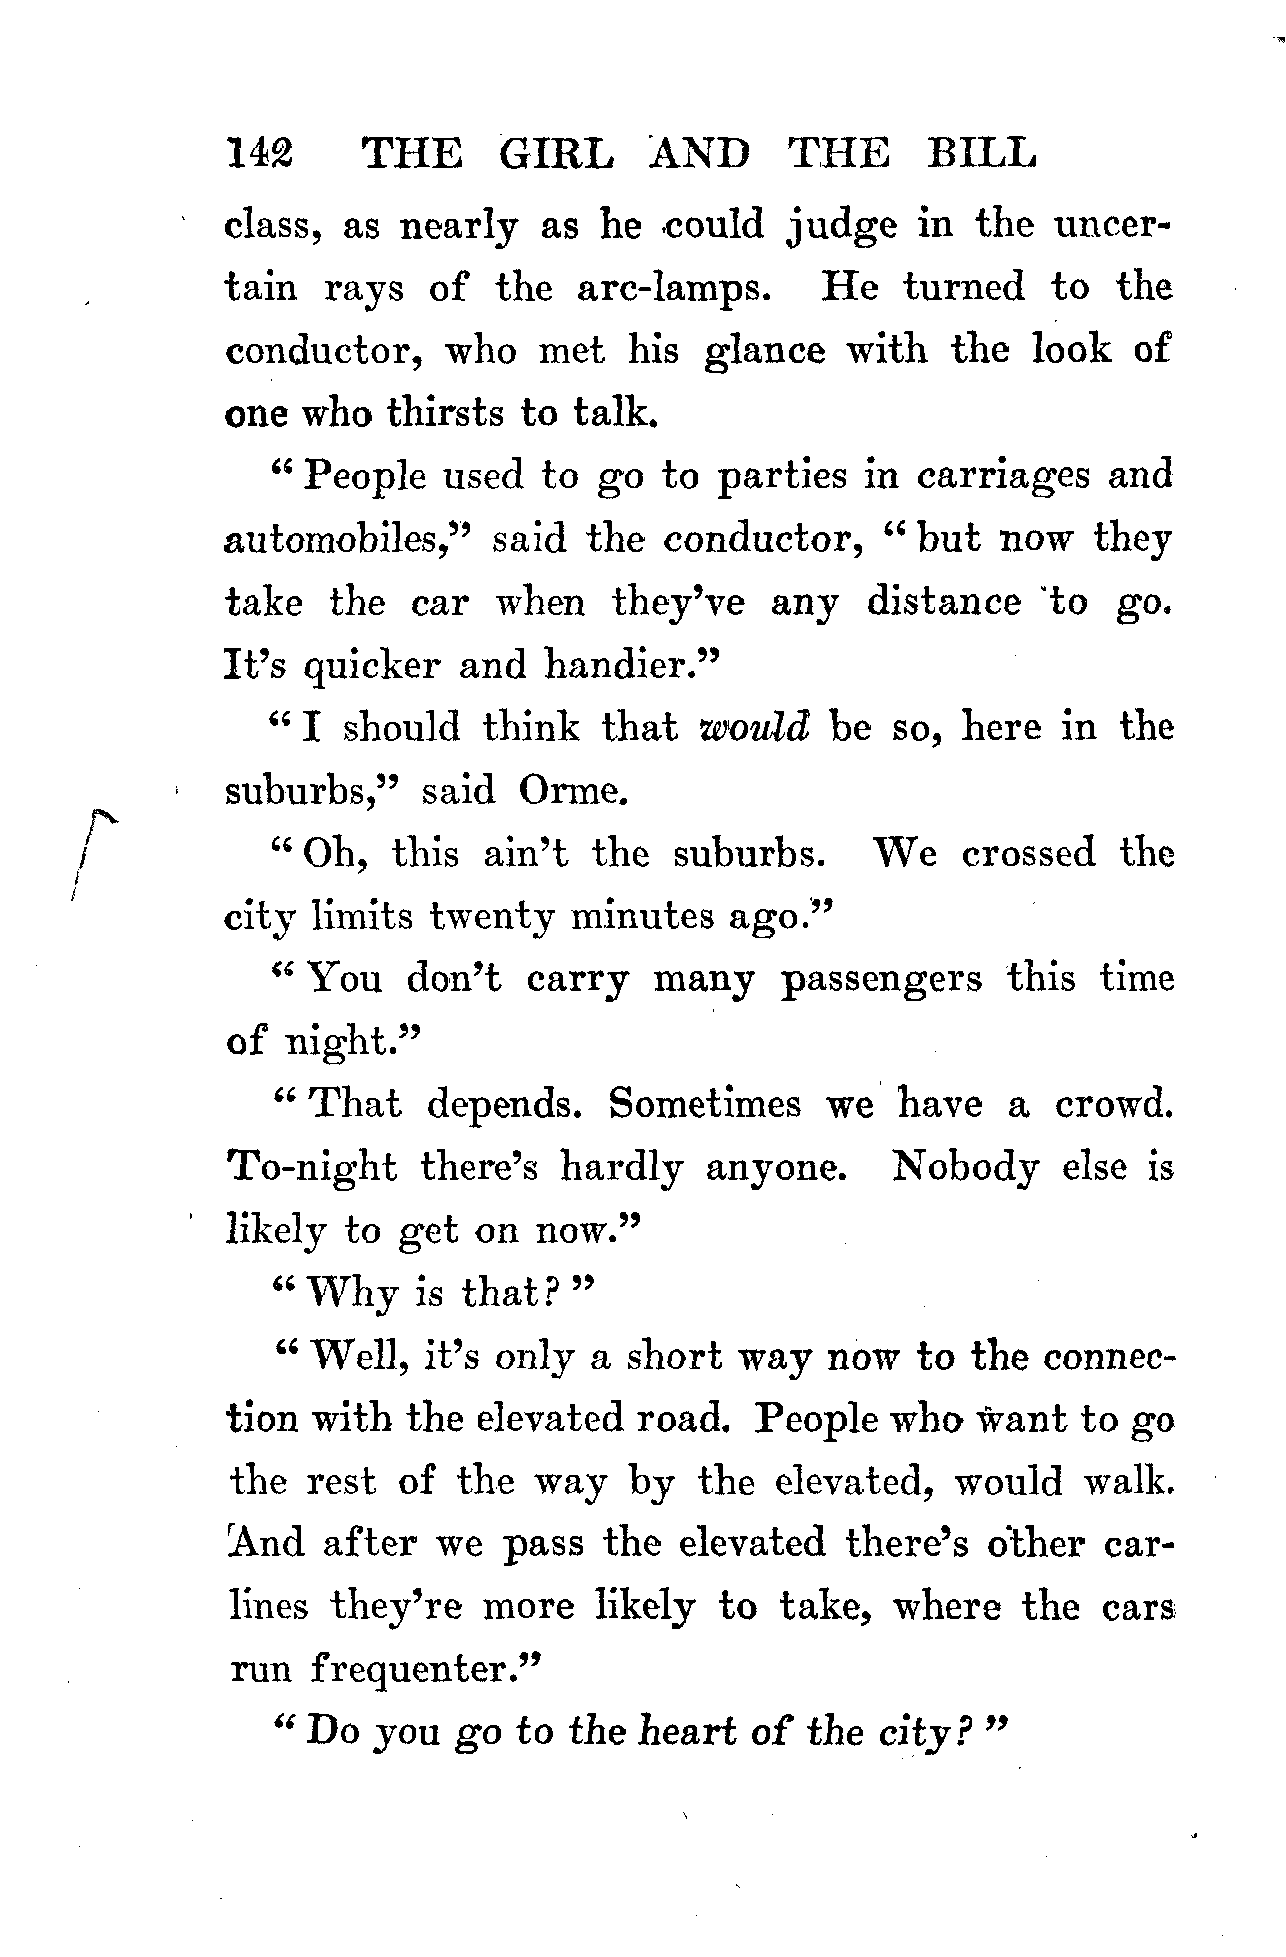 142 THE GIRL AND THE BILL
class, as nearly as he could judge in the uncer-
tain rays of the arc-lamps. He turned to the
conductor, who met his glance with the look of
one who thirsts to talk.
“ People used to go to parties in carriages and
automobiles,” said the conductor, “ but now they
take the car when they’ve any distance to go.
It’s quicker and handier.”
“ I should think that would be so, here in the
suburbs,” said Orme.
“ Oh, this ain’t the suburbs. We crossed the
city limits twenty minutes ago.”
“ You don’t carry many passengers this time
of night.”
“ That depends. Sometimes we have a crowd.
To-night there’s hardly anyone. Nobody else is
likely to get on now.”
“ Why is that? ”
“ Well, it’s only a short way now to the connec-
tion with the elevated road. People who want to go
the rest of the way by the elevated, would walk.
And after we pass the elevated there’s other car-
lines they’re more likely to take, where the cars
run frequenter.”
“ Do you go to the heart of the city? ”